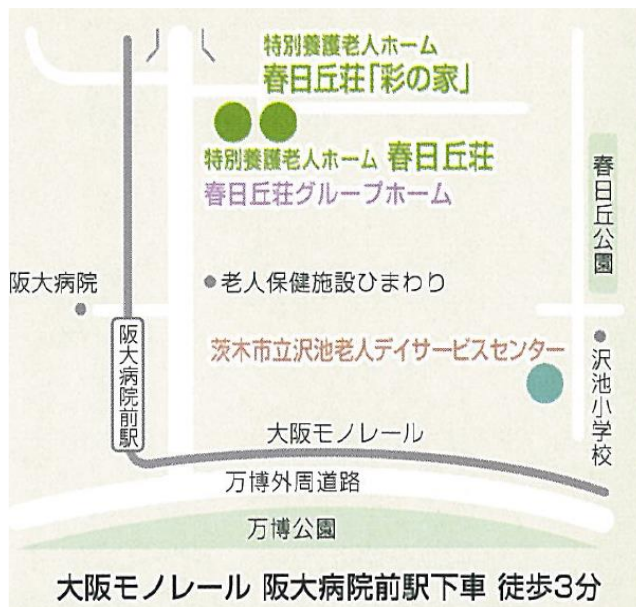 特別養護老人ホーム
春日丘荘「彩の家」
特別養護老人ホーム 春日丘荘
春日丘荘グループホーム
春日丘公園
阪大病院
老人保健施設ひまわり
阪大病院前駅
茨木市立沢池老人デイサービスセンター
沢池小学校
大阪モノレール
万博外周道路
万博公園
大阪モノレール 阪大病院前駅下車 徒歩3分